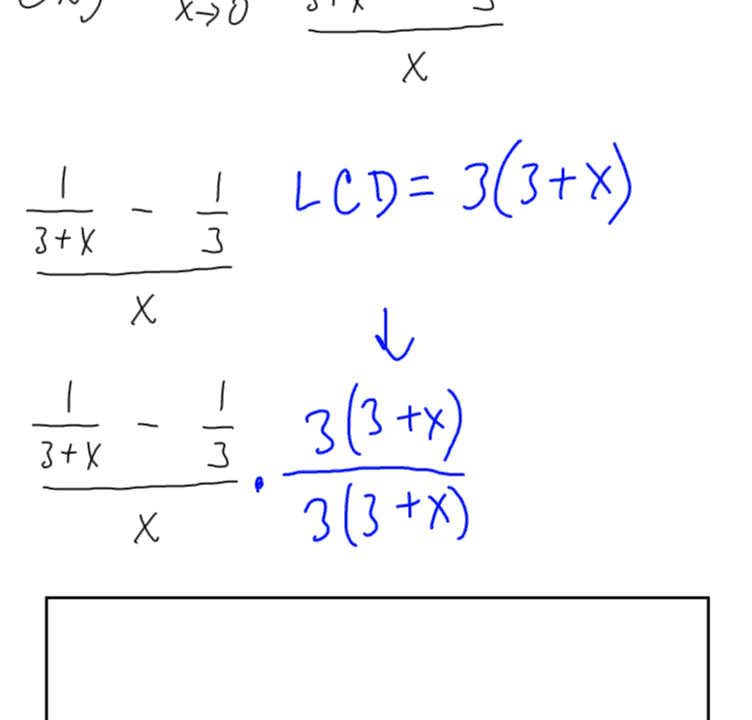 x→0
x
1/(3+x) - 1/3 LCD= 3(3+x)
x
↓
1/(3+x) - 1/3 · 3(3+x)/3(3+x)
x